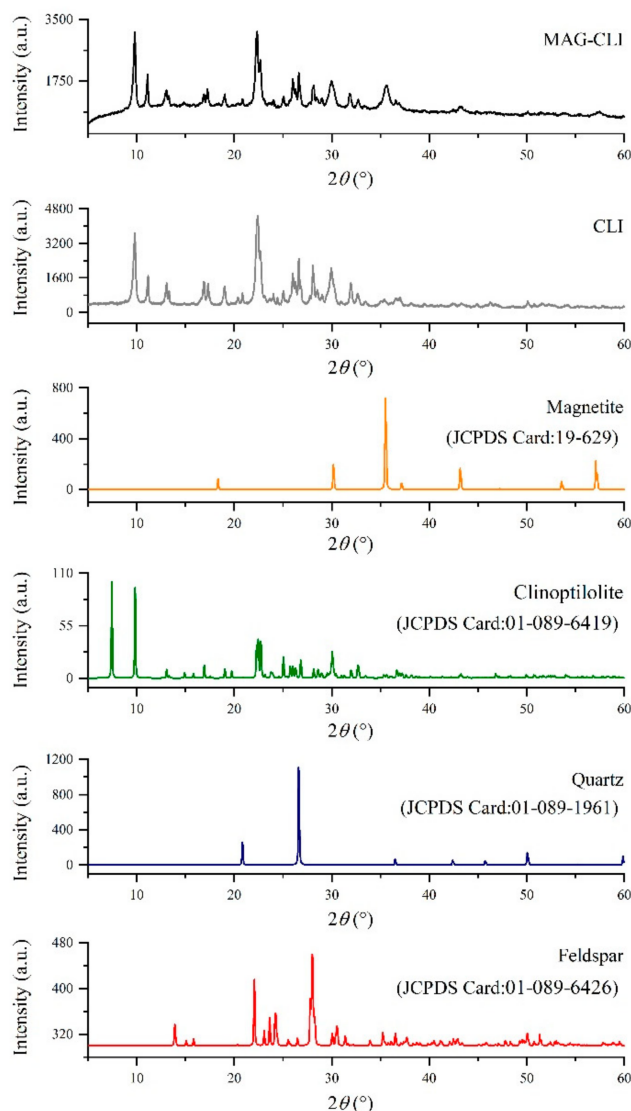 3500
1750
Intensity (a.u.)
MAG-CLI
10 20 30 40 50 60
2θ (°)
4800
3200
1600
0
Intensity (a.u.)
CLI
10 20 30 40 50 60
2θ (°)
800
400
0
Intensity (a.u.)
Magnetite
(JCPDS Card:19-629)
10 20 30 40 50 60
2θ (°)
110
55
0
Intensity (a.u.)
Clinoptilolite
(JCPDS Card:01-089-6419)
10 20 30 40 50 60
2θ (°)
1200
800
400
0
Intensity (a.u.)
Quartz
(JCPDS Card:01-089-1961)
10 20 30 40 50 60
2θ (°)
480
400
320
Intensity (a.u.)
Feldspar
(JCPDS Card:01-089-6426)
10 20 30 40 50 60
2θ (°)